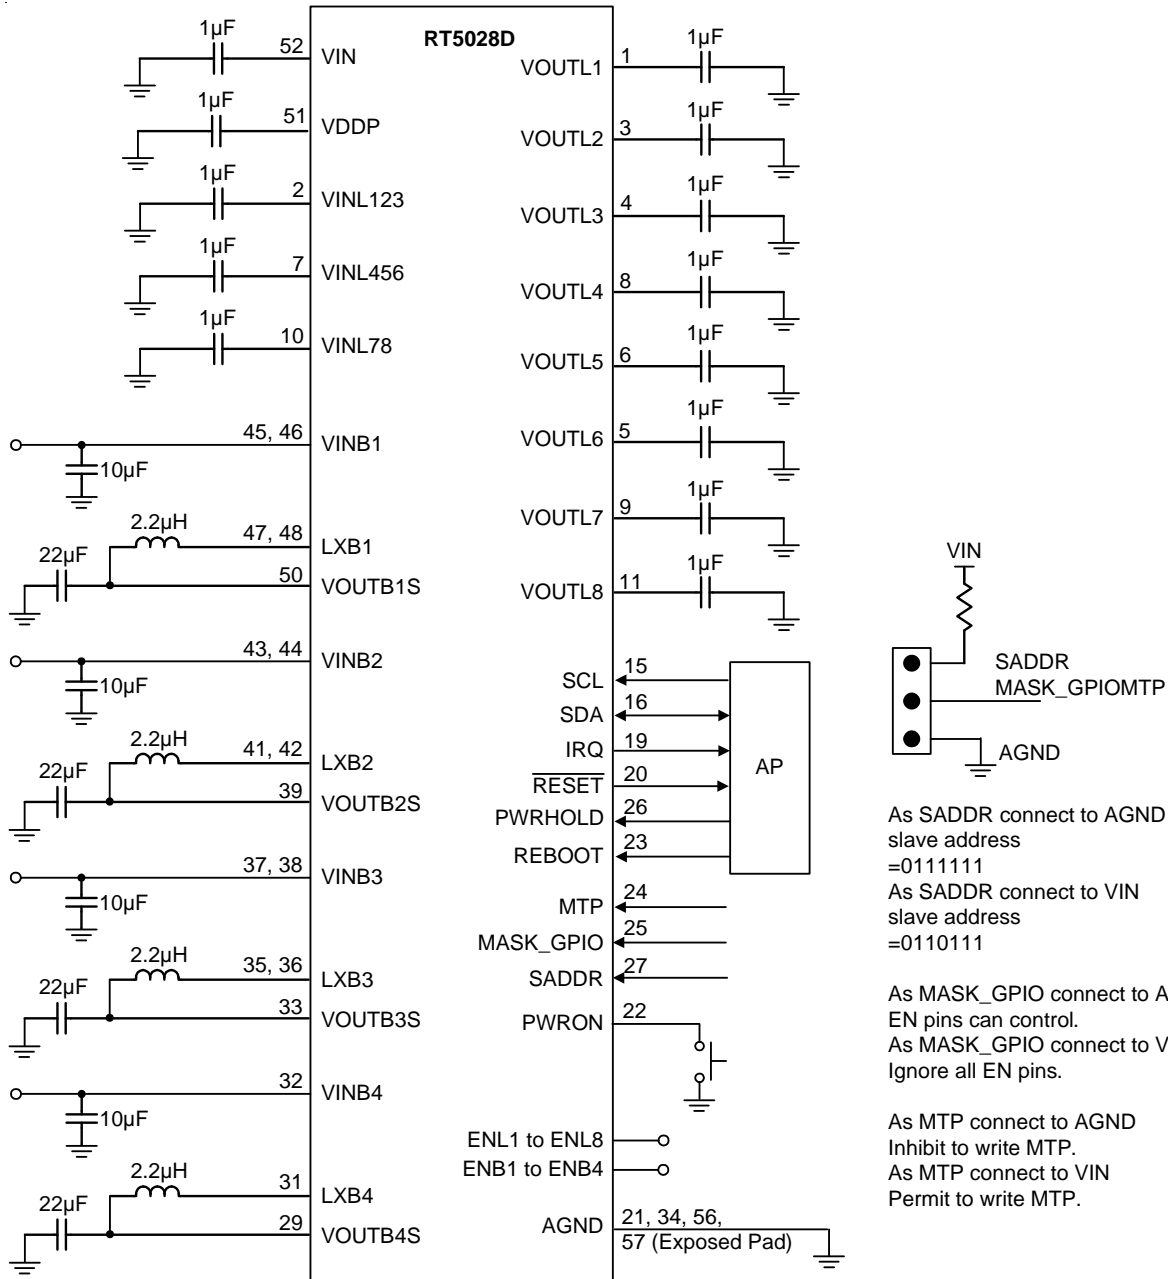 RT5028D
1µF
52
VIN
1µF
51
VDDP
1µF
2
VINL123
1µF
7
VINL456
1µF
10
VINL78
45, 46
VINB1
10µF
2.2µH
47, 48
LXB1
22µF
50
VOUTB1S
43, 44
VINB2
10µF
2.2µH
41, 42
LXB2
22µF
39
VOUTB2S
37, 38
VINB3
10µF
2.2µH
35, 36
LXB3
22µF
33
VOUTB3S
32
VINB4
10µF
2.2µH
31
LXB4
22µF
29
VOUTB4S
VOUTL1
1
1µF
VOUTL2
3
1µF
VOUTL3
4
1µF
VOUTL4
8
1µF
VOUTL5
6
1µF
VOUTL6
5
1µF
VOUTL7
9
1µF
VOUTL8
11
1µF
SCL
15
SDA
16
IRQ
19
RESET
20
PWRHOLD
26
REBOOT
23
AP
MTP
24
MASK_GPIO
25
SADDR
27
PWRON
22
ENL1 to ENL8
ENB1 to ENB4
AGND
21, 34, 56,
57 (Exposed Pad)
VIN
SADDR
MASK_GPIOMTP
AGND
As SADDR connect to AGND
slave address
=0111111
As SADDR connect to VIN
slave address
=0110111
As MASK_GPIO connect to A
EN pins can control.
As MASK_GPIO connect to V
Ignore all EN pins.
As MTP connect to AGND
Inhibit to write MTP.
As MTP connect to VIN
Permit to write MTP.